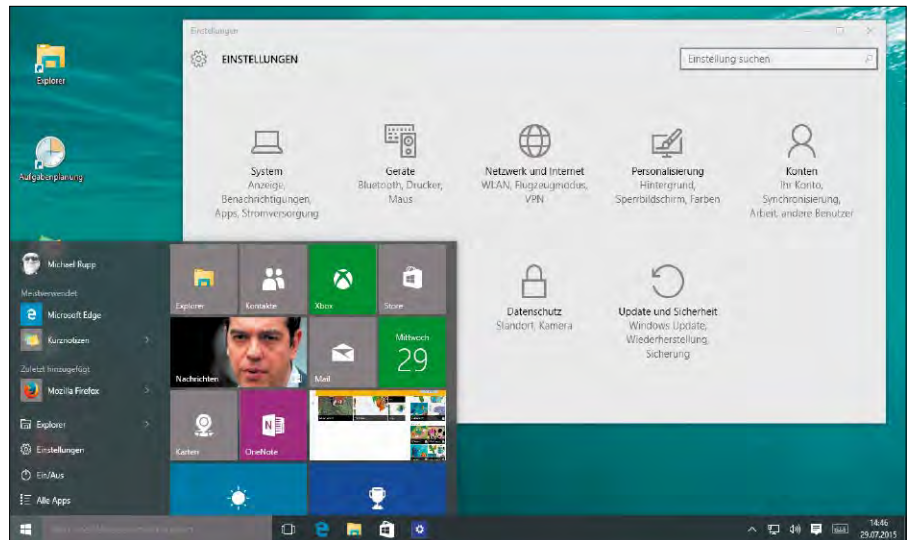 Explorer
Aufgabenplanung
Einstellungen
EINSTELLUNGEN
Einstellung suchen
System
Anzeige,
Benachrichtigungen,
Apps, Stromversorgung
Geräte
Bluetooth, Drucker,
Maus
Netzwerk und Internet
WLAN, Flugzeugmodus,
VPN
Personalisierung
Hintergrund,
Sperrbildschirm, Farben
Konten
Ihr Konto,
Synchronisierung,
Arbeit, andere Benutzer
Datenschutz
Standort, Kamera
Update und Sicherheit
Windows Update,
Wiederherstellung,
Sicherung
Michael Rupp
Meistverwendet
Microsoft Edge
Kurznotizen
Zuletzt hinzugefügt
Mozilla Firefox
Explorer
Einstellungen
Ein/Aus
Alle Apps
Explorer
Kontakte
Xbox
Store
Nachrichten
Mail
Mittwoch
29
Karten
OneNote
14:46
29.07.2015